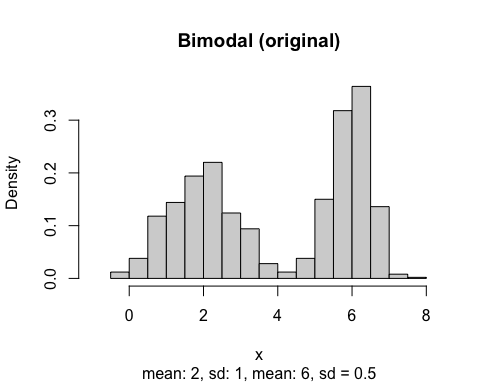 Bimodal (original)
Density
0.3
0.2
0.1
0.0
0 2 4 6 8
x
mean: 2, sd: 1, mean: 6, sd = 0.5